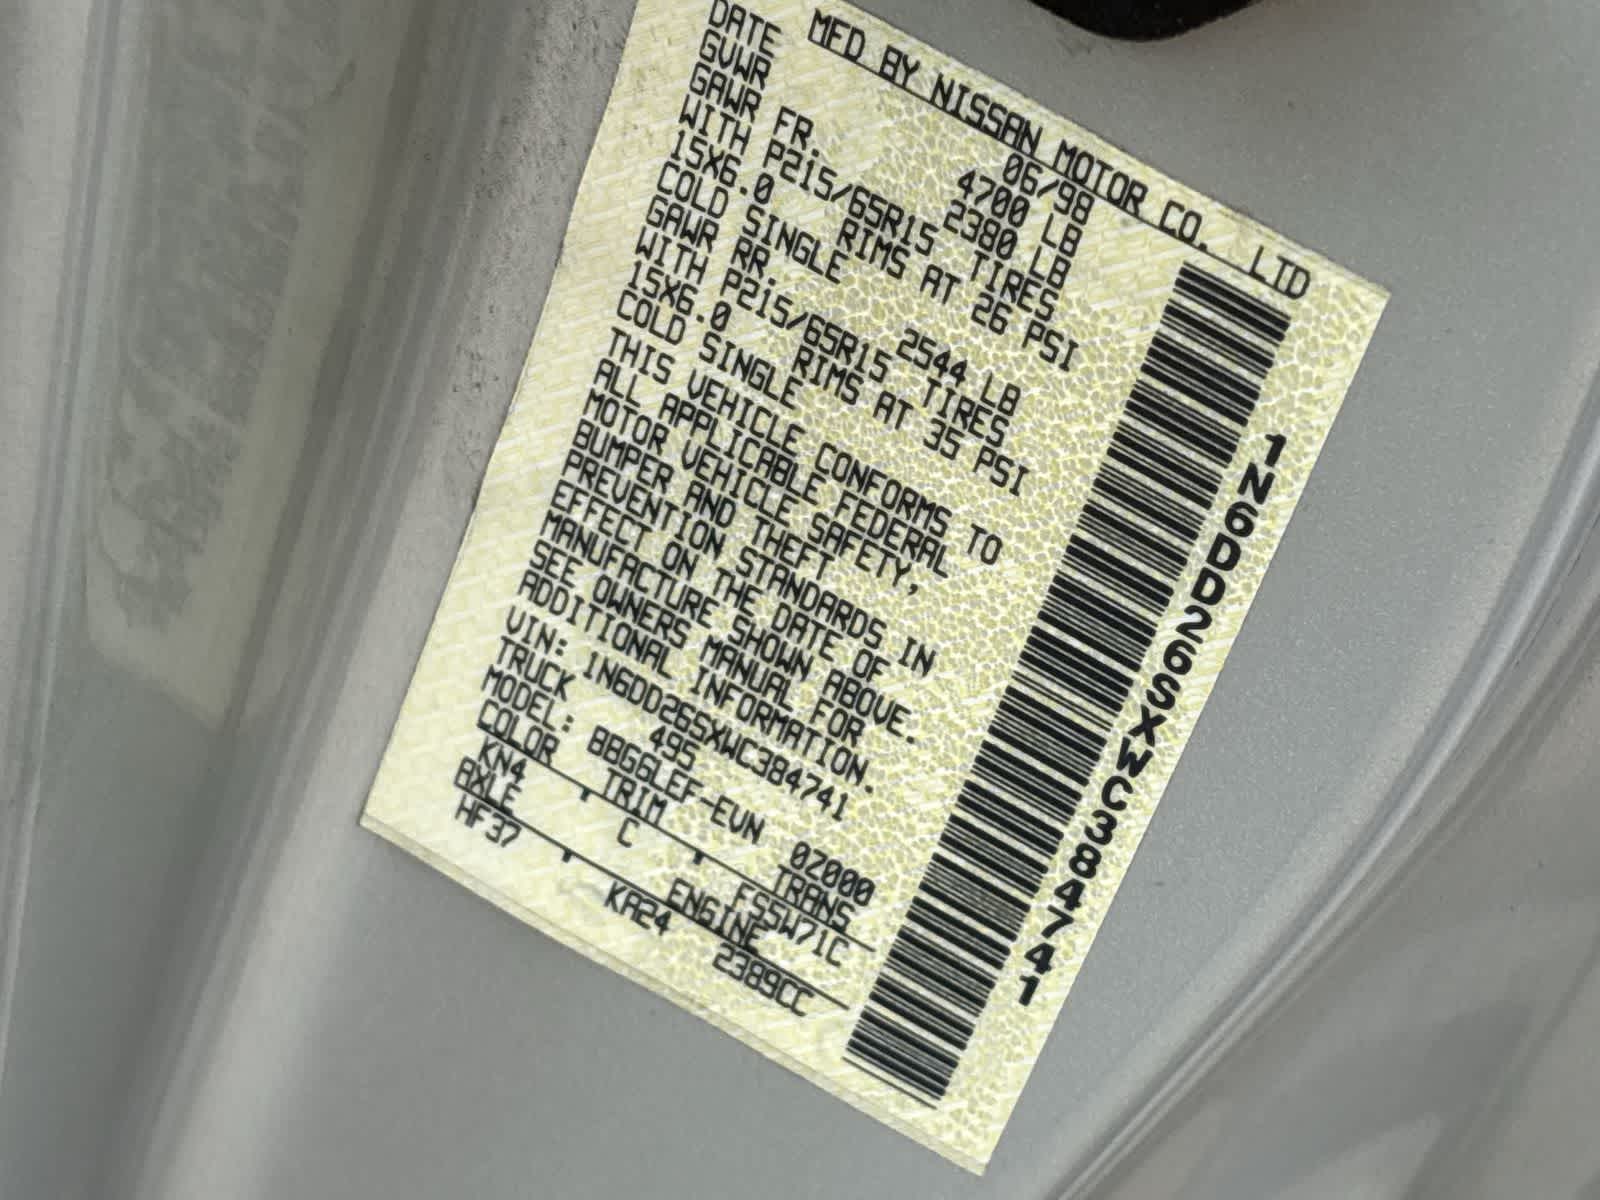 MFD BY NISSAN MOTOR CO. LTD
DATE 06/98
GVWR 4700 LB
GAWR FR. 2380 LB
WITH P215/65R15 TIRES
15X6.0 RIMS AT 26 PSI
COLD SINGLE
GAWR RR. 2544 LB
WITH P215/65R15 TIRES
15X6.0 RIMS AT 35 PSI
COLD SINGLE
THIS VEHICLE CONFORMS TO
ALL APPLICABLE FEDERAL
MOTOR VEHICLE SAFETY,
BUMPER AND THEFT
PREVENTION STANDARDS IN
EFFECT ON THE DATE OF
MANUFACTURE SHOWN ABOVE.
SEE OWNERS MANUAL FOR
ADDITIONAL INFORMATION.
VIN: 1N6DD26SXWC384741
TRUCK 495
MODEL: BBG6LEF-EVN 0Z000
COLOR TRIM TRANS
KN4 C FS5W71C
AXLE ENGINE
HF37 KA24 2389CC
1N6DD26SXWC384741